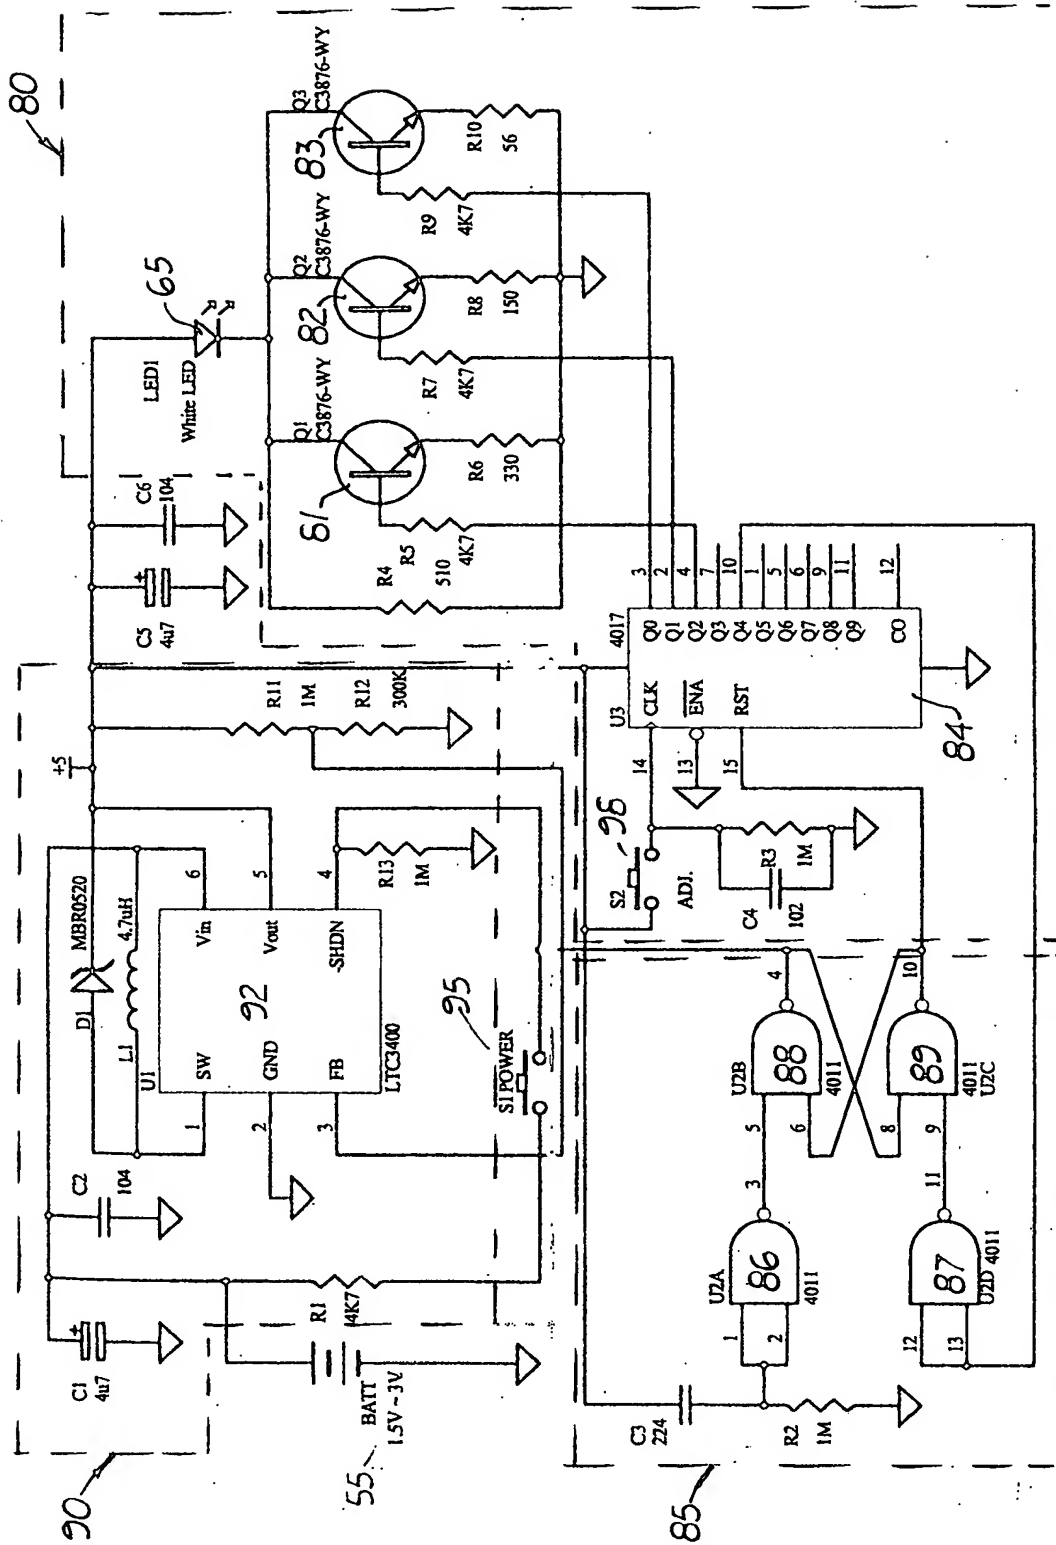 80
Q3
C3876-WY
83
R10
56
R9
4K7
Q2
C3876-WY
82
R8
150
R7
4K7
65
LED1
White LED
Q1
C3876-WY
81
R6
330
R5
4K7
R4
510
C6
104
+
C5
4u7
R11
1M
R12
300K
+5
MBR0520
D1
4.7uH
L1
U1
6
Vin
5
Vout
4
-SHDN
92
SW
GND
FB
1
2
3
LTC3400
R13
1M
95
S1 POWER
C2
104
+
C1
4u7
R1
4K7
BATT
1.5V ~ 3V
55
90
4017
U3
3
Q0
2
Q1
4
Q2
7
Q3
10
Q4
1
Q5
5
Q6
6
Q7
9
Q8
11
Q9
12
CO
CLK
ENA
RST
14
13
15
84
96
S2
ADJ.
R3
1M
C4
102
4
U2B
88
4011
5
6
10
89
4011
U2C
8
9
3
U2A
86
4011
1
2
11
87
U2D 4011
12
13
C3
224
R2
1M
85